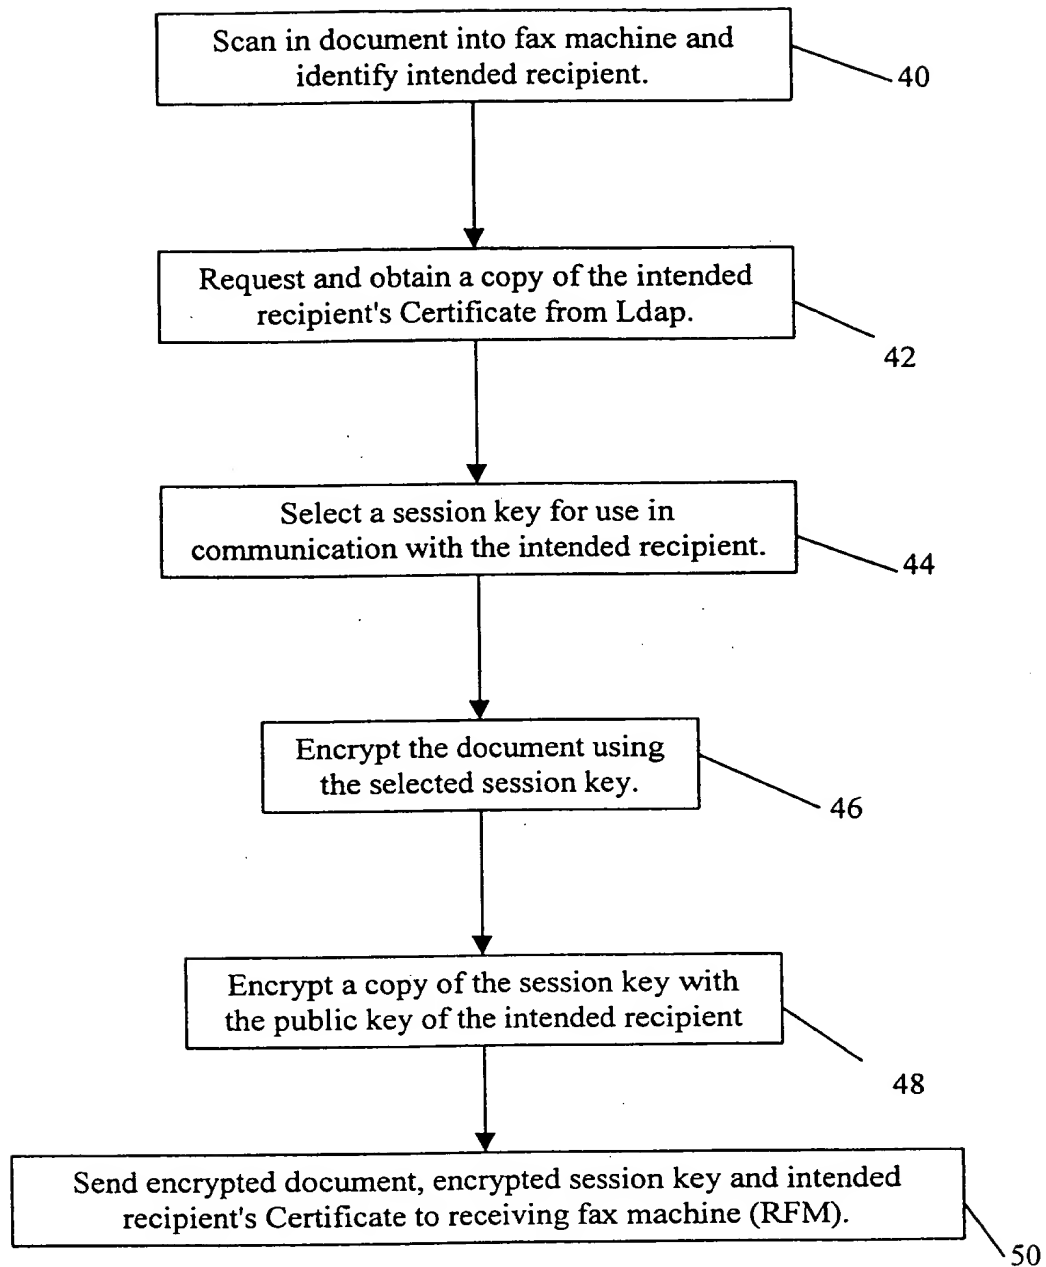 Scan in document into fax machine and
identify intended recipient.
40
Request and obtain a copy of the intended
recipient's Certificate from Ldap.
42
Select a session key for use in
communication with the intended recipient.
44
Encrypt the document using
the selected session key.
46
Encrypt a copy of the session key with
the public key of the intended recipient
48
Send encrypted document, encrypted session key and intended
recipient's Certificate to receiving fax machine (RFM).
50